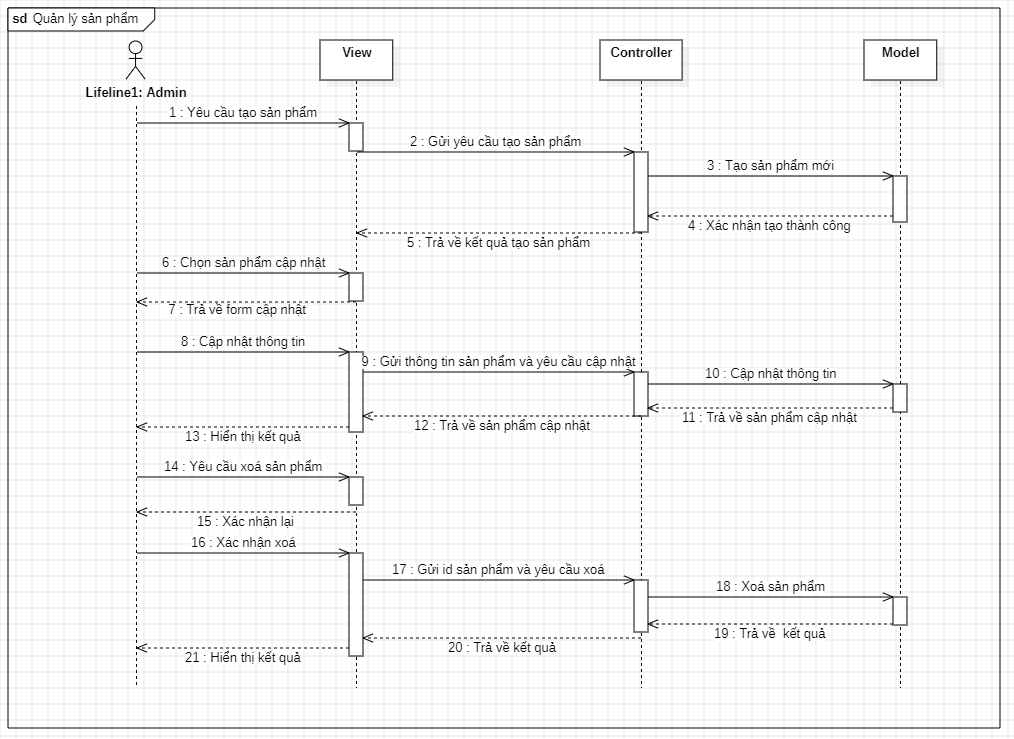 sd Quản lý sản phẩm
View
Controller
Model
Lifeline1: Admin
1 : Yêu cầu tạo sản phẩm
2 : Gửi yêu cầu tạo sản phẩm
3 : Tạo sản phẩm mới
4 : Xác nhận tạo thành công
5 : Trả về kết quả tạo sản phẩm
6 : Chọn sản phẩm cập nhật
7 : Trả về form cập nhật
8 : Cập nhật thông tin
9 : Gửi thông tin sản phẩm và yêu cầu cập nhật
10 : Cập nhật thông tin
11 : Trả về sản phẩm cập nhật
12 : Trả về sản phẩm cập nhật
13 : Hiển thị kết quả
14 : Yêu cầu xoá sản phẩm
15 : Xác nhận lại
16 : Xác nhận xoá
17 : Gửi id sản phẩm và yêu cầu xoá
18 : Xoá sản phẩm
19 : Trả về  kết quả
20 : Trả về kết quả
21 : Hiển thị kết quả